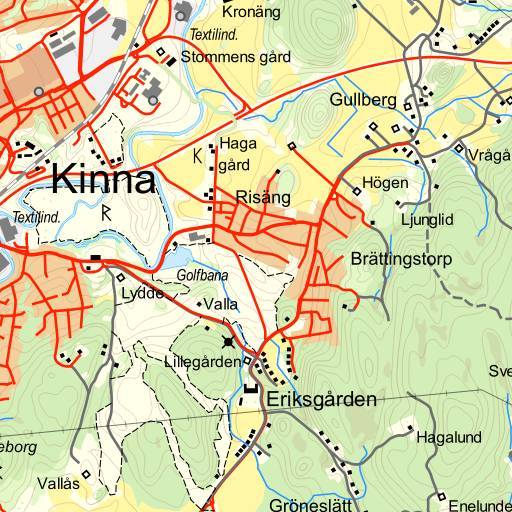 Kronäng
Textilind.
Stommens gård
Gullberg
Haga
gård
K
Vrågå
Kinna
Högen
Risäng
R
Textilind.
Ljunglid
Brättingstorp
Golfbana
Lydde
Valla
Lillegården
Sve
Eriksgården
Hagalund
eborg
Vallås
Gröneslätt
Enelunde